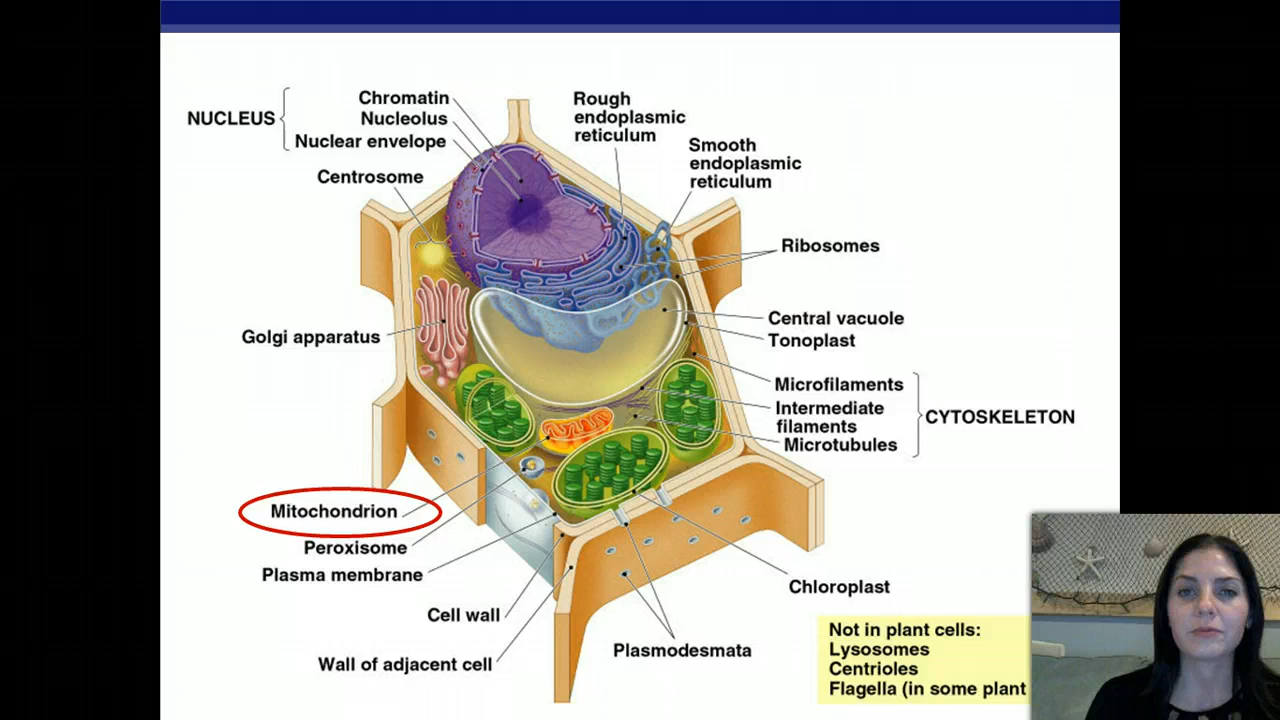 NUCLEUS
Chromatin
Nucleolus
Nuclear envelope
Centrosome
Rough
endoplasmic
reticulum
Smooth
endoplasmic
reticulum
Ribosomes
Golgi apparatus
Central vacuole
Tonoplast
Microfilaments
Intermediate
filaments
Microtubules
CYTOSKELETON
Mitochondrion
Peroxisome
Plasma membrane
Cell wall
Wall of adjacent cell
Plasmodesmata
Chloroplast
Not in plant cells:
Lysosomes
Centrioles
Flagella (in some plant